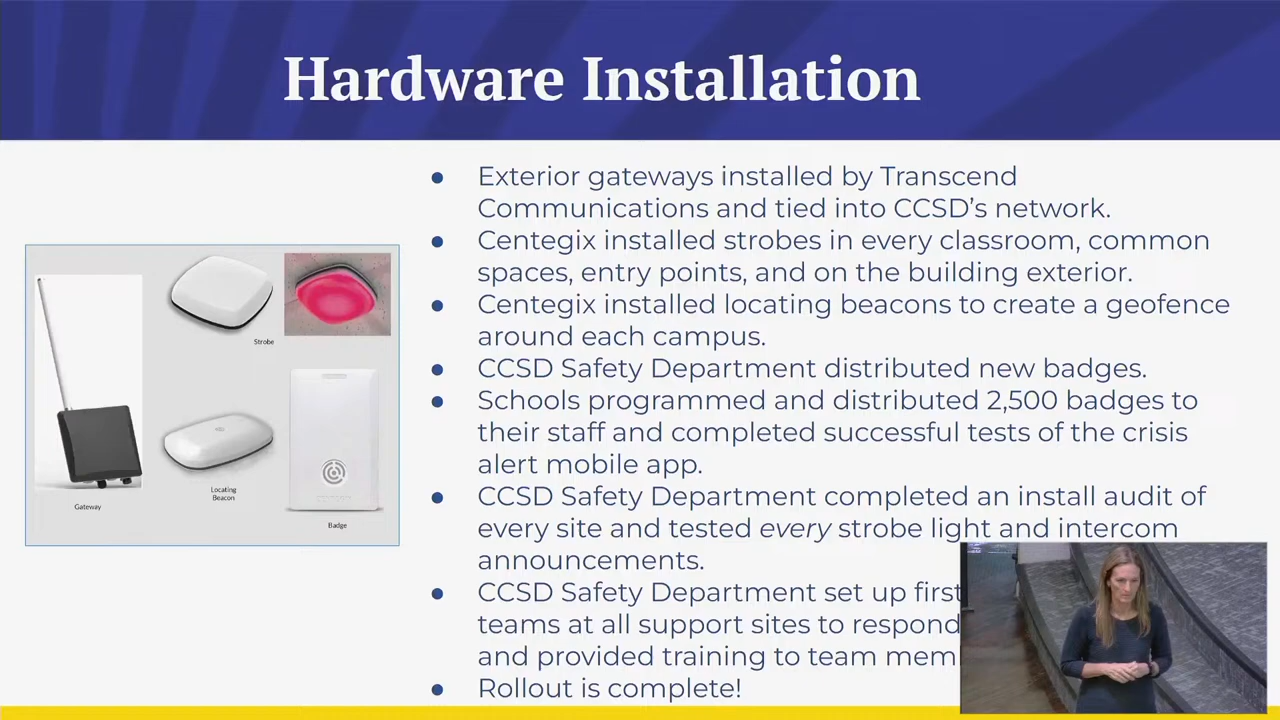 Hardware Installation
● Exterior gateways installed by Transcend
Communications and tied into CCSD’s network.
● Centegix installed strobes in every classroom, common
spaces, entry points, and on the building exterior.
● Centegix installed locating beacons to create a geofence
around each campus.
● CCSD Safety Department distributed new badges.
● Schools programmed and distributed 2,500 badges to
their staff and completed successful tests of the crisis
alert mobile app.
● CCSD Safety Department completed an install audit of
every site and tested every strobe light and intercom
announcements.
● CCSD Safety Department set up first
teams at all support sites to respond
and provided training to team mem
● Rollout is complete!
Strobe
Locating
Beacon
Gateway
Badge